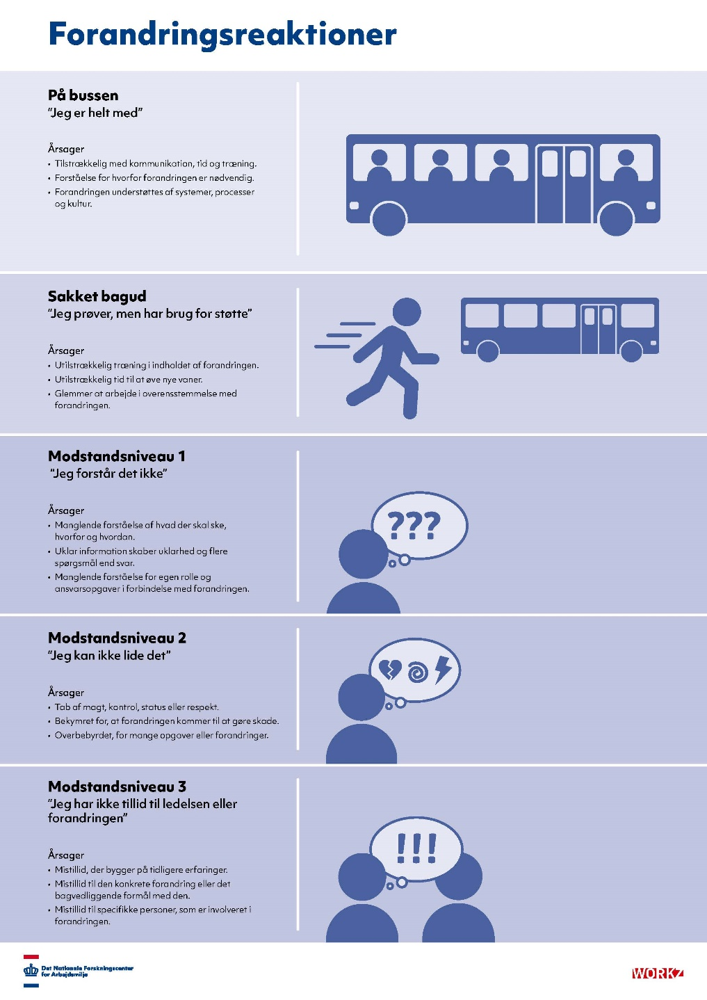 Forandringsreaktioner
På bussen
"Jeg er helt med"
Årsager
• Tilstrækkelig med kommunikation, tid og træning.
• Forståelse for hvorfor forandringen er nødvendig.
• Forandringen understøttes af systemer, processer
og kultur.
Sakket bagud
"Jeg prøver, men har brug for støtte"
Årsager
• Utilstrækkelig træning i indholdet af forandringen.
• Utilstrækkelig tid til at øve nye vaner.
• Glemmer at arbejde i overensstemmelse med
forandringen.
Modstandsniveau 1
"Jeg forstår det ikke"
Årsager
• Manglende forståelse af hvad der skal ske,
hvorfor og hvordan.
• Uklar information skaber uklarhed og flere
spørgsmål end svar.
• Manglende forståelse for egen rolle og
ansvarsopgaver i forbindelse med forandringen.
???
Modstandsniveau 2
"Jeg kan ikke lide det"
Årsager
• Tab af magt, kontrol, status eller respekt.
• Bekymret for, at forandringen kommer til at gøre skade.
• Overbebyrdet, for mange opgaver eller forandringer.
Modstandsniveau 3
"Jeg har ikke tillid til ledelsen eller
forandringen"
Årsager
• Mistillid, der bygger på tidligere erfaringer.
• Mistillid til den konkrete forandring eller det
bagvedliggende formål med den.
• Mistillid til specifikke personer, som er involveret i
forandringen.
!!!
Det Nationale Forskningscenter
for Arbejdsmiljø
WORKZ